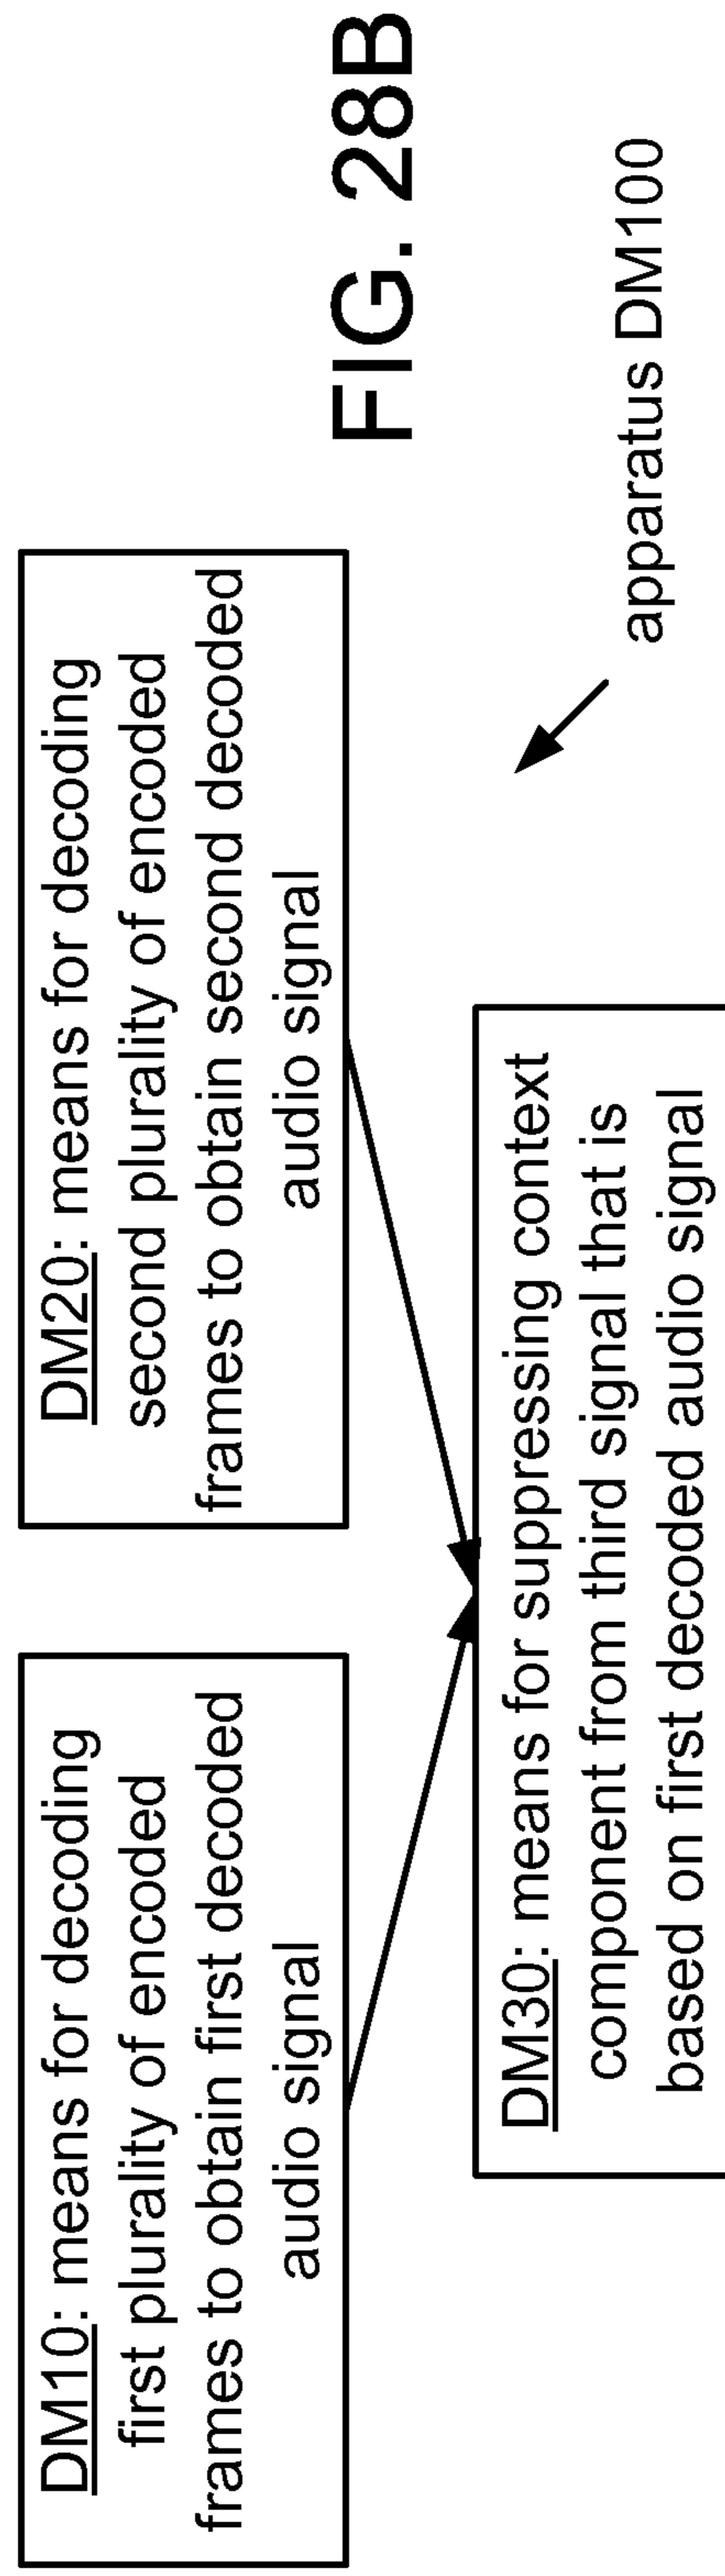 DM10: means for decoding
first plurality of encoded
frames to obtain first decoded
audio signal
DM20: means for decoding
second plurality of encoded
frames to obtain second decoded
audio signal
DM30: means for suppressing context
component from third signal that is
based on first decoded audio signal
FIG. 28B
apparatus DM100